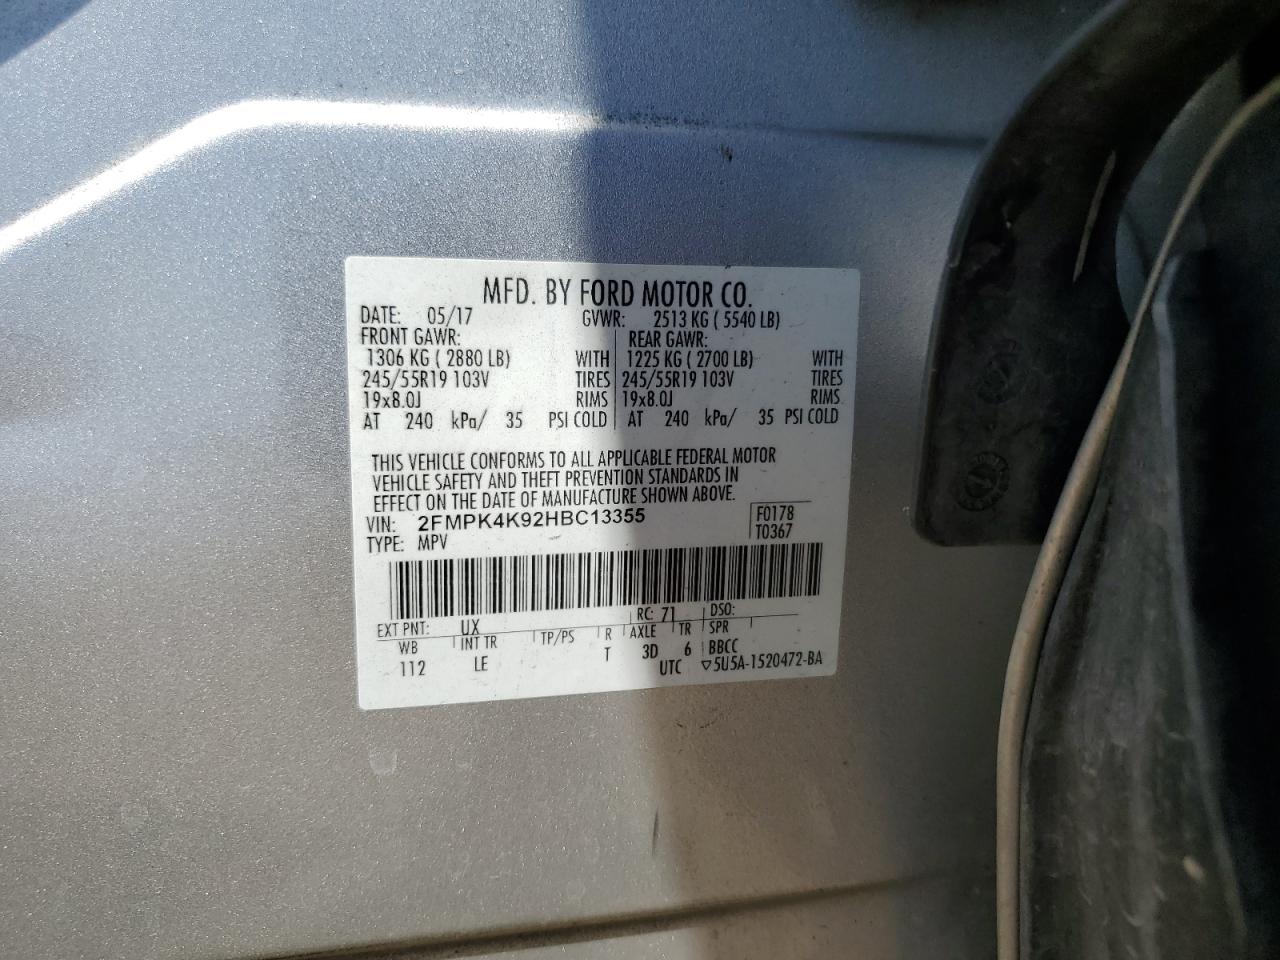 MFD. BY FORD MOTOR CO.
DATE: 05/17 GVWR: 2513 KG ( 5540 LB)
FRONT GAWR: REAR GAWR:
1306 KG ( 2880 LB) WITH 1225 KG ( 2700 LB) WITH
245/55R19 103V TIRES 245/55R19 103V TIRES
19x8.0J RIMS 19x8.0J RIMS
AT 240 kPa/ 35 PSI COLD AT 240 kPa/ 35 PSI COLD
THIS VEHICLE CONFORMS TO ALL APPLICABLE FEDERAL MOTOR
VEHICLE SAFETY AND THEFT PREVENTION STANDARDS IN
EFFECT ON THE DATE OF MANUFACTURE SHOWN ABOVE.
VIN: 2FMPK4K92HBC13355 F0178
TYPE: MPV T0367
EXT PNT: UX RC: 71 DSO:
WB INT TR TP/PS R AXLE TR SPR
112 LE T 3D 6 BBCC
UTC ▽5U5A-1520472-BA